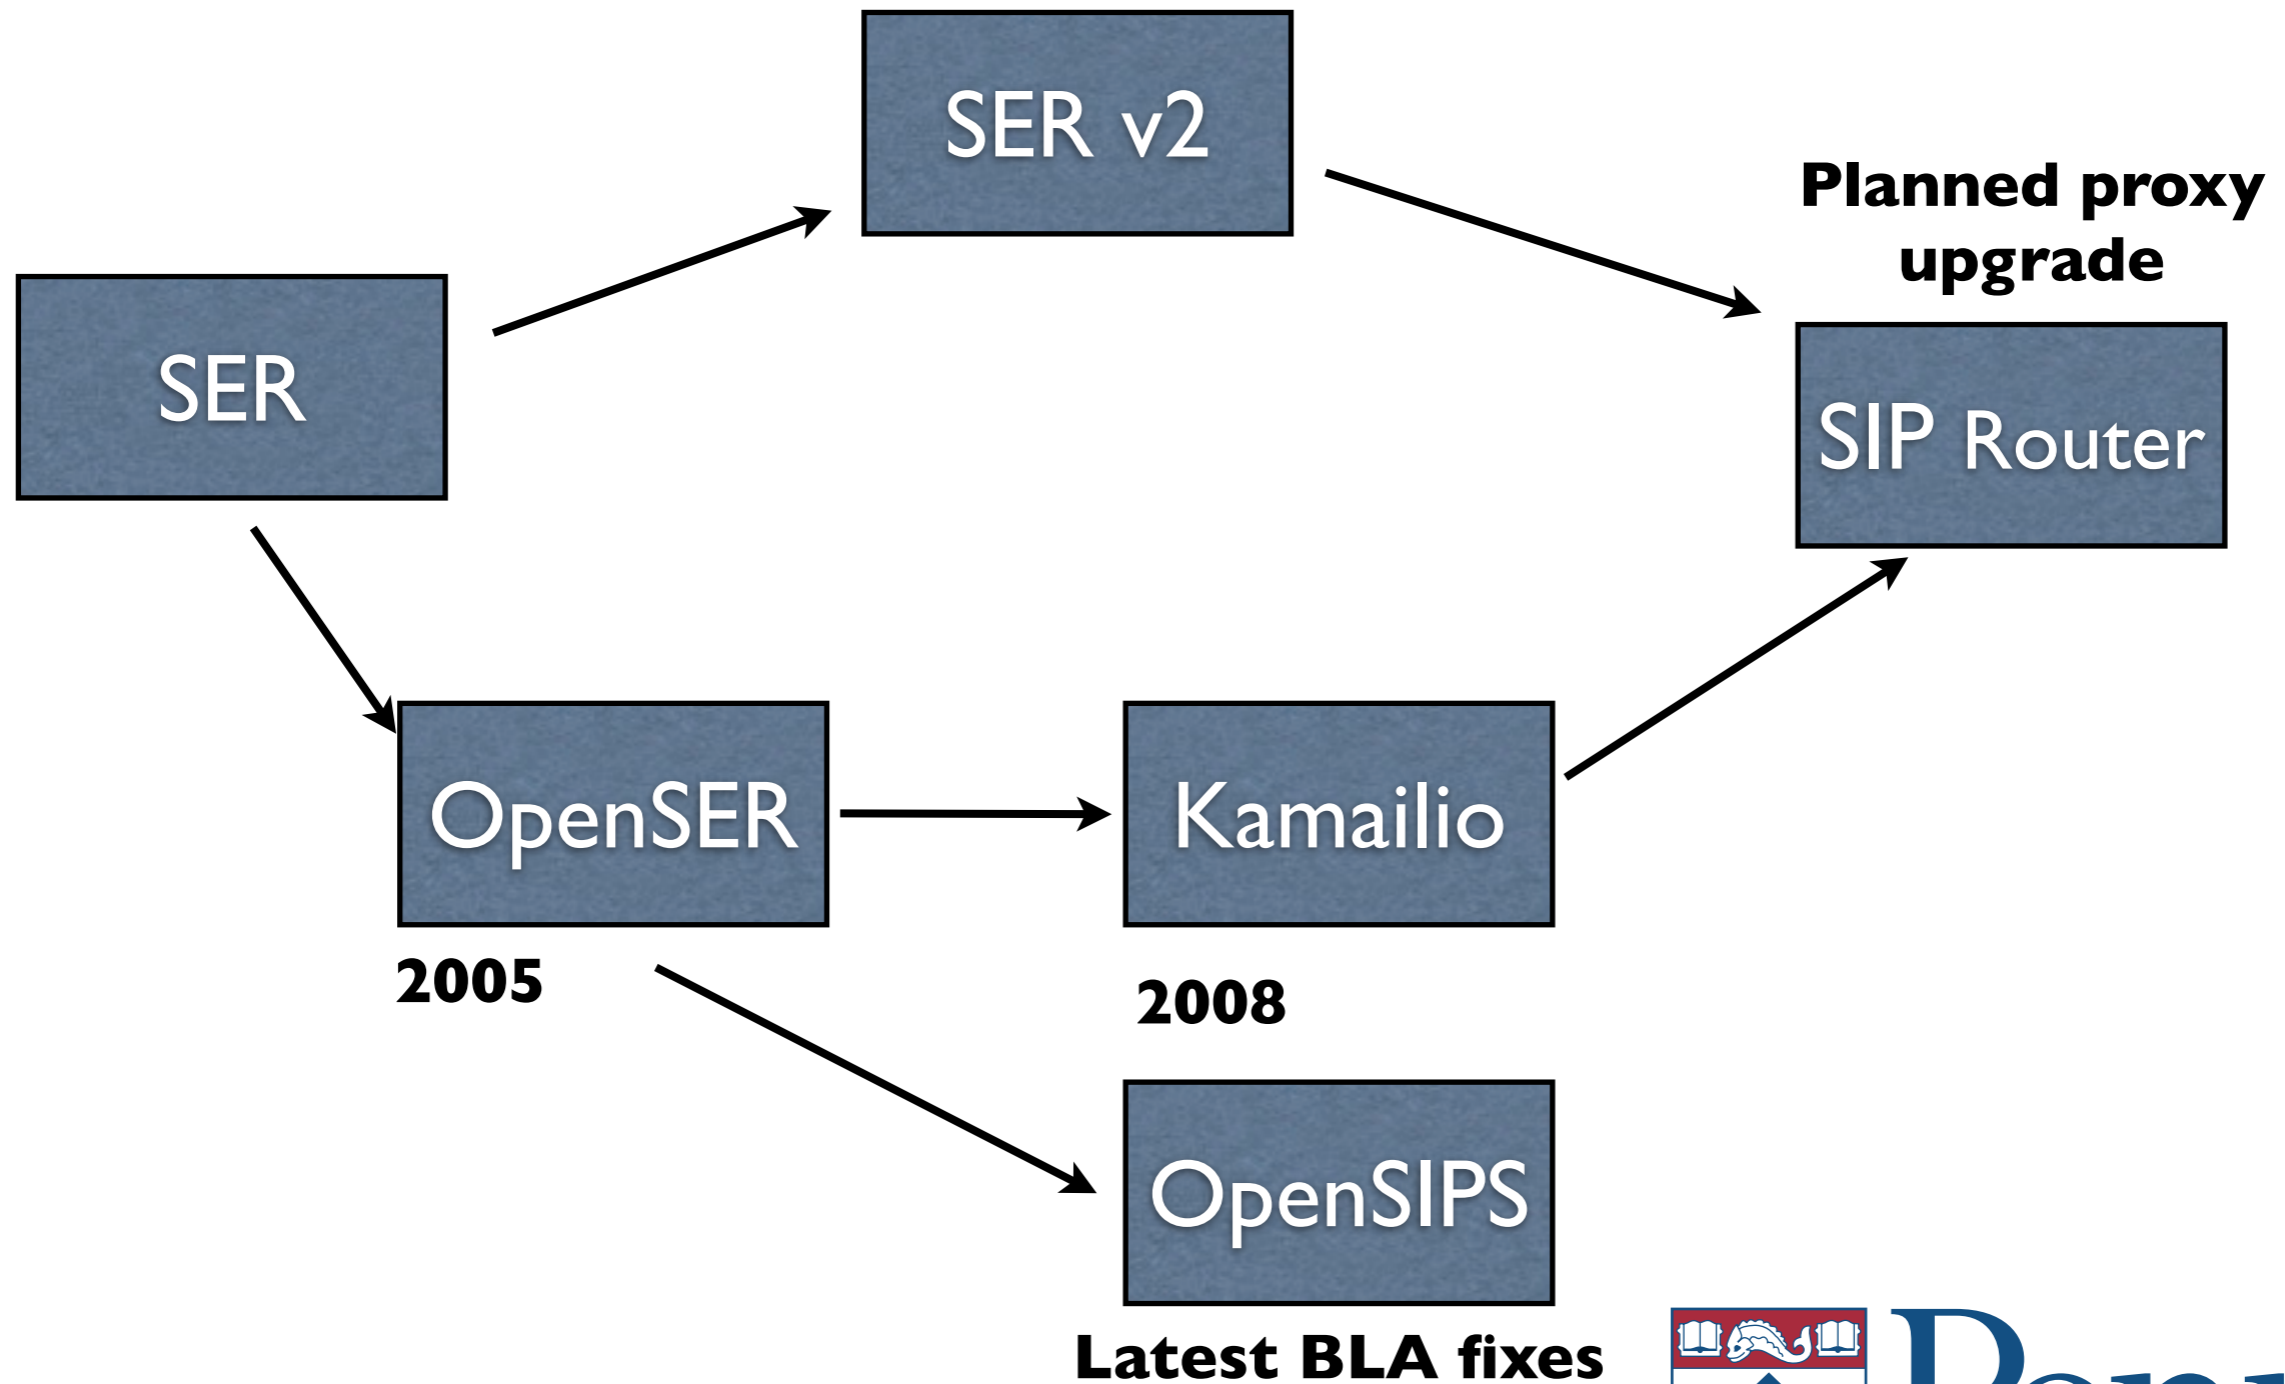 SER v2
Planned proxy
upgrade
SER
SIP Router
OpenSER
Kamailio
2005
2008
OpenSIPS
Latest BLA fixes